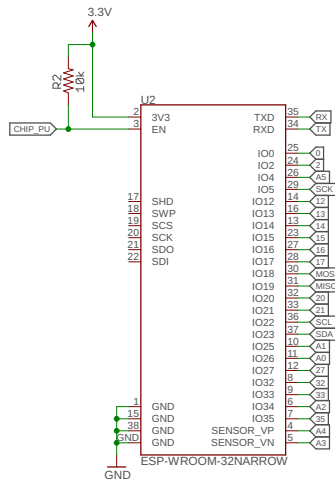 3.3V
R2
10k
U2
2 3V3 TXD 35 RX
CHIP_PU 3 EN RXD 34 TX
IO0 25 0
IO2 24 2
IO4 26 A5
IO5 29 SCK
17 SHD IO12 14 12
18 SWP IO13 16 13
19 SCS IO14 13 14
20 SCK IO15 23 15
21 SDO IO16 27 16
22 SDI IO17 28 17
IO18 30 MOS
IO19 31 MISO
IO20 32 20
IO21 33 21
IO22 36 SCL
IO23 37 SDA
IO25 10 A1
IO26 11 A0
IO27 12 27
IO32 8 32
IO33 9 33
1 GND IO34 6 A2
15 GND IO35 7 35
38 GND SENSOR_VP 4 A4
GND GND SENSOR_VN 5 A3
ESP-WROOM-32NARROW
GND